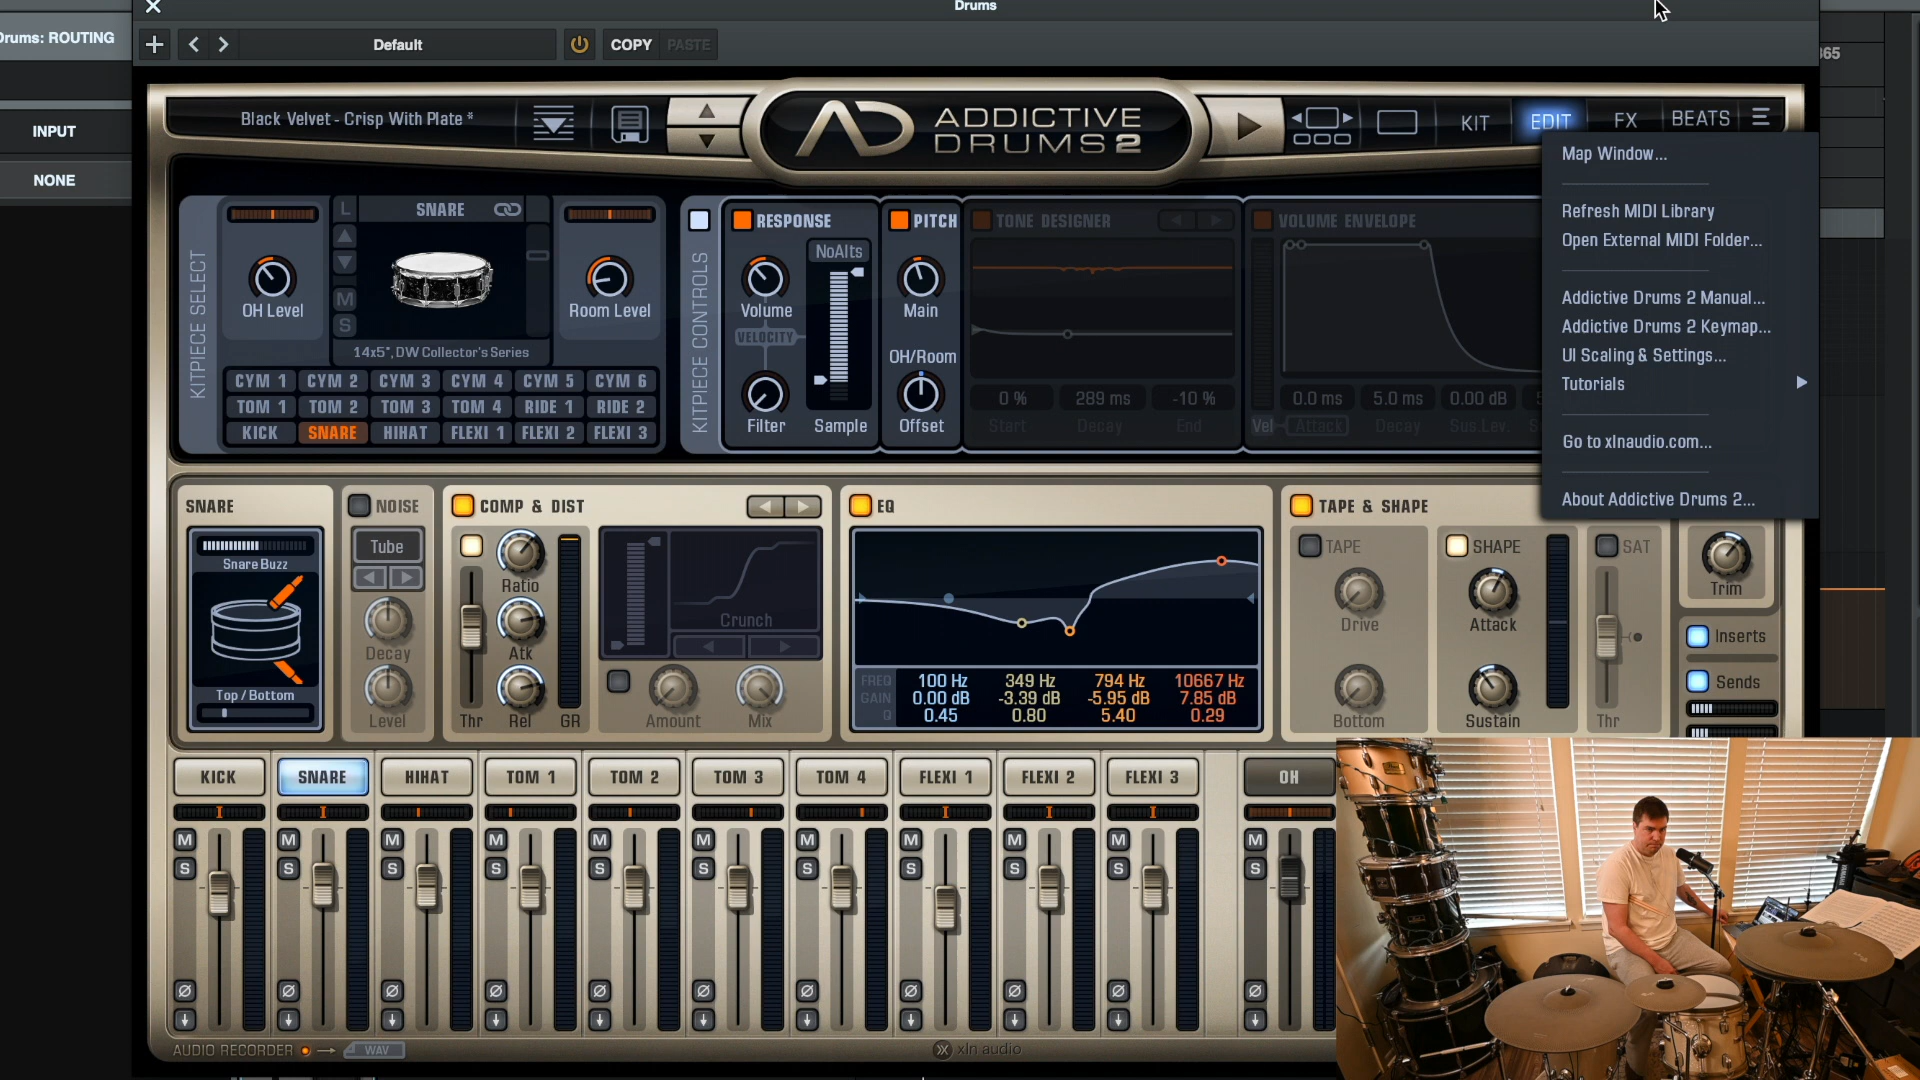 Drums
Drums: ROUTING
Default
COPY PASTE
365
INPUT
NONE
Black Velvet - Crisp With Plate *
ADDICTIVE
DRUMS 2
KIT EDIT FX BEATS
Map Window...
Refresh MIDI Library
Open External MIDI Folder...
Addictive Drums 2 Manual...
Addictive Drums 2 Keymap...
UI Scaling & Settings...
Tutorials
Go to xlnaudio.com...
About Addictive Drums 2...
KITPIECE SELECT
OH Level
L SNARE
M
S
14x5", DW Collector's Series
Room Level
CYM 1 CYM 2 CYM 3 CYM 4 CYM 5 CYM 6
TOM 1 TOM 2 TOM 3 TOM 4 RIDE 1 RIDE 2
KICK SNARE HIHAT FLEXI 1 FLEXI 2 FLEXI 3
KITPIECE CONTROLS
RESPONSE
NoAlts
Volume
VELOCITY
Filter Sample
PITCH
Main
OH/Room
Offset
TONE DESIGNER
0 % 289 ms -10 %
Start Decay End
VOLUME ENVELOPE
0.0 ms 5.0 ms 0.00 dB
Vel Attack Decay Sus.Lev.
SNARE
Snare Buzz
Top / Bottom
NOISE
Tube
Decay
Level
COMP & DIST
Ratio
Atk
Thr Rel GR
Crunch
Amount Mix
EQ
FREQ 100 Hz 349 Hz 794 Hz 10667 Hz
GAIN 0.00 dB -3.39 dB -5.95 dB 7.85 dB
Q 0.45 0.80 5.40 0.29
TAPE & SHAPE
TAPE SHAPE SAT
Drive Attack
Bottom Sustain Thr
Trim
Inserts
Sends
KICK SNARE HIHAT TOM 1 TOM 2 TOM 3 TOM 4 FLEXI 1 FLEXI 2 FLEXI 3 OH
M M M M M M M M M M M
S S S S S S S S S S S
AUDIO RECORDER WAV
xln audio